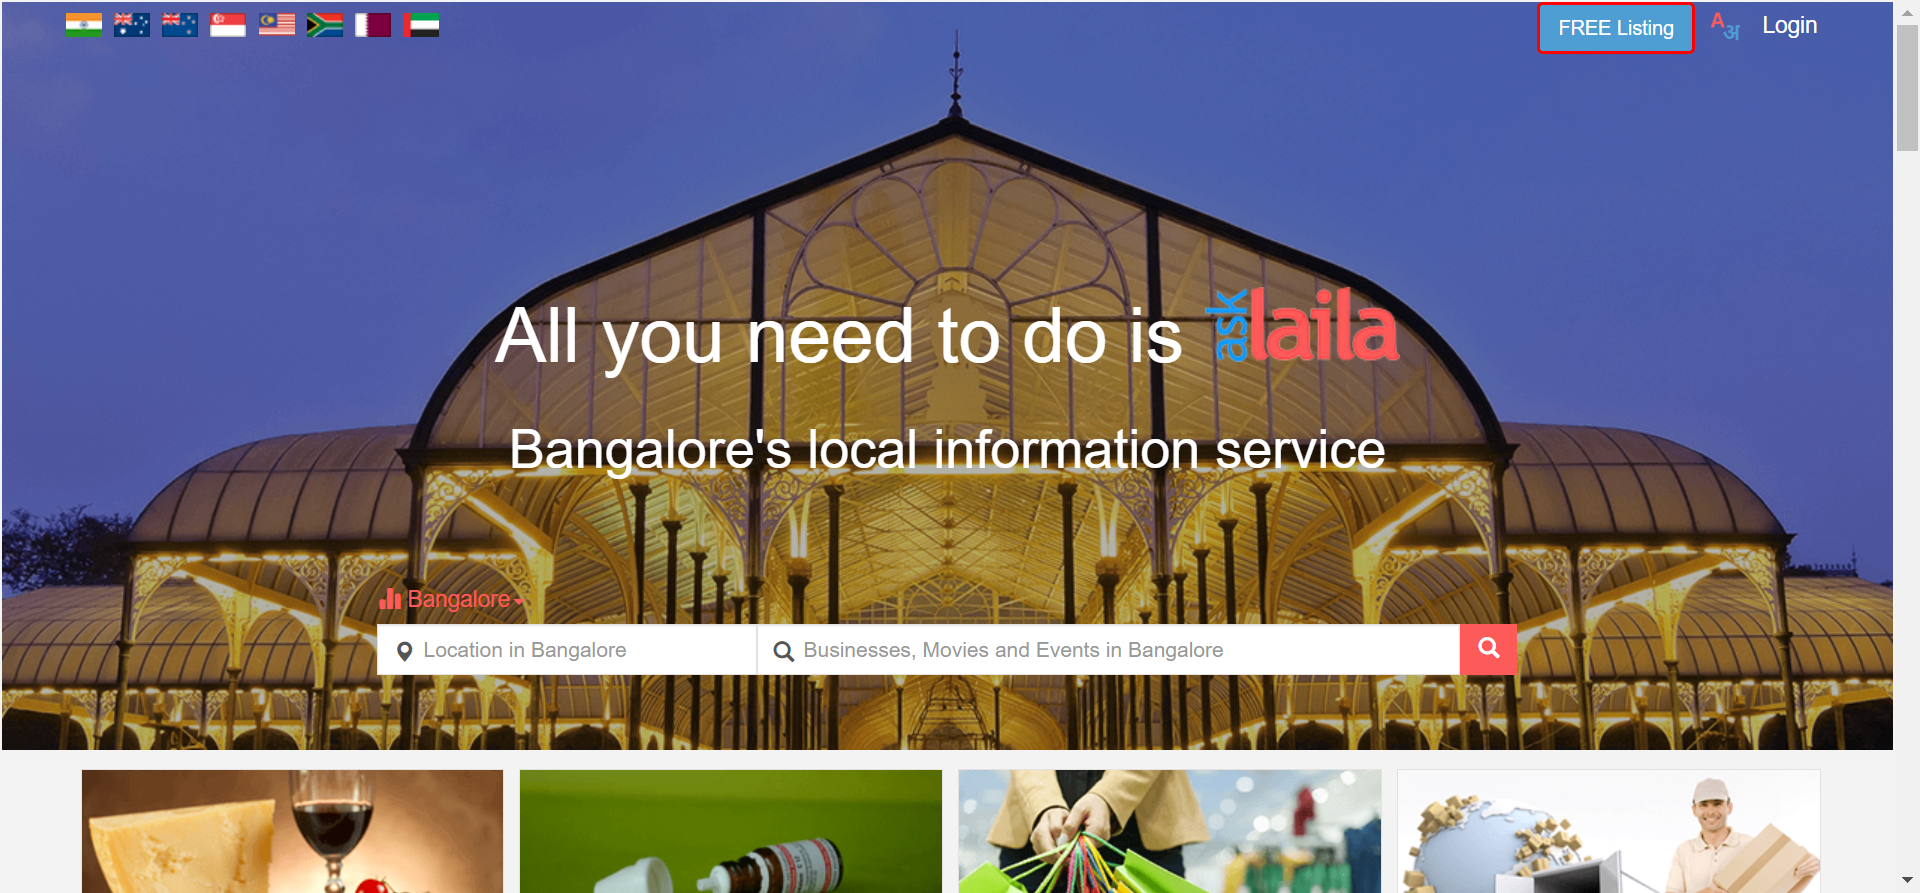 FREE Listing
Login
All you need to do is asklaila
Bangalore's local information service
Bangalore
Location in Bangalore
Businesses, Movies and Events in Bangalore